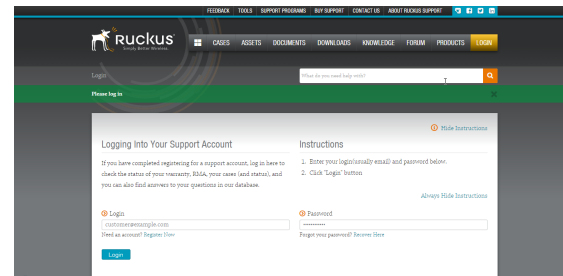 FEEDBACK TOOLS SUPPORT PROGRAMS BUY SUPPORT CONTACT US ABOUT RUCKUS SUPPORT
Ruckus
Simply Better Wireless.
CASES ASSETS DOCUMENTS DOWNLOADS KNOWLEDGE FORUM PRODUCTS LOGIN
Login
What do you need help with?
Please log in
Hide Instructions
Logging Into Your Support Account
If you have completed registering for a support account, log in here to
check the status of your warranty, RMA, your cases (and status), and
you can also find answers to your questions in our database.
Instructions
1. Enter your login(usually email) and password below.
2. Click "Login" button
Always Hide Instructions
Login
customer@example.com
Need an account? Register Now
Password
Forgot your password? Recover Here
Login